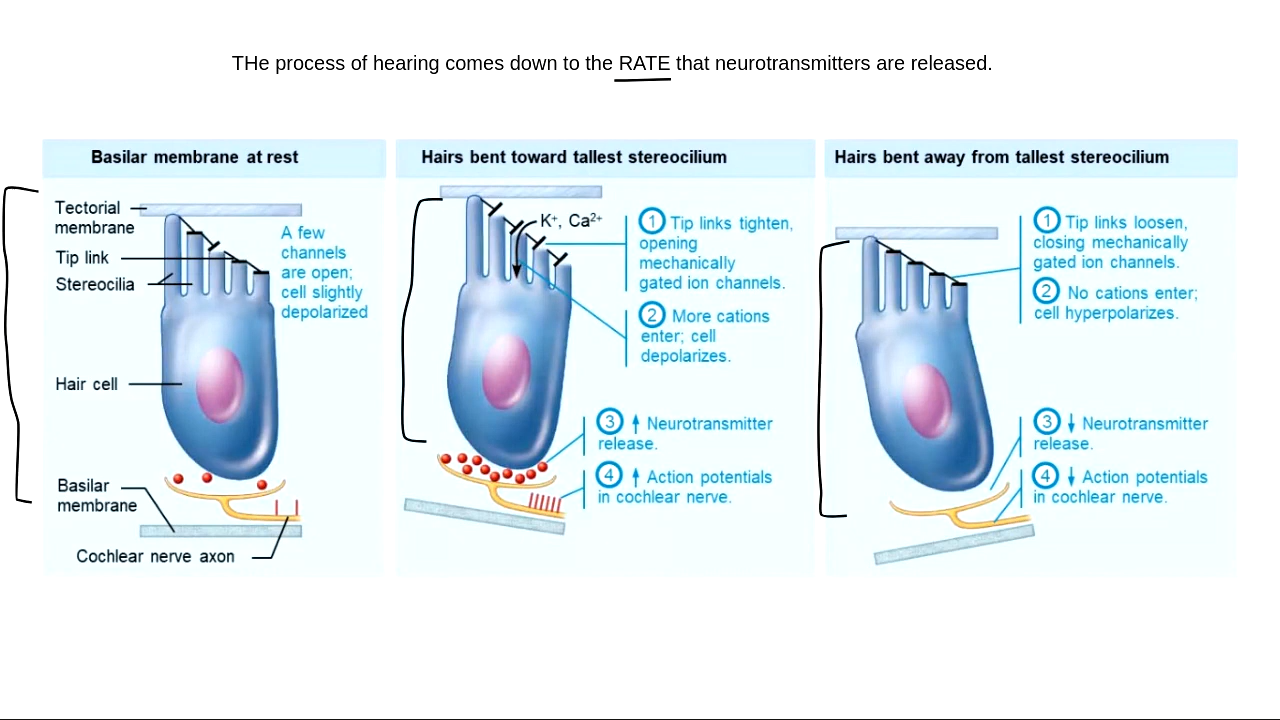 THe process of hearing comes down to the RATE that neurotransmitters are released.
Basilar membrane at rest
Tectorial
membrane
Tip link
Stereocilia
A few
channels
are open;
cell slightly
depolarized
Hair cell
Basilar
membrane
Cochlear nerve axon
Hairs bent toward tallest stereocilium
K⁺, Ca²⁺
1 Tip links tighten,
opening
mechanically
gated ion channels.
2 More cations
enter; cell
depolarizes.
3 ↑ Neurotransmitter
release.
4 ↑ Action potentials
in cochlear nerve.
Hairs bent away from tallest stereocilium
1 Tip links loosen,
closing mechanically
gated ion channels.
2 No cations enter;
cell hyperpolarizes.
3 ↓ Neurotransmitter
release.
4 ↓ Action potentials
in cochlear nerve.